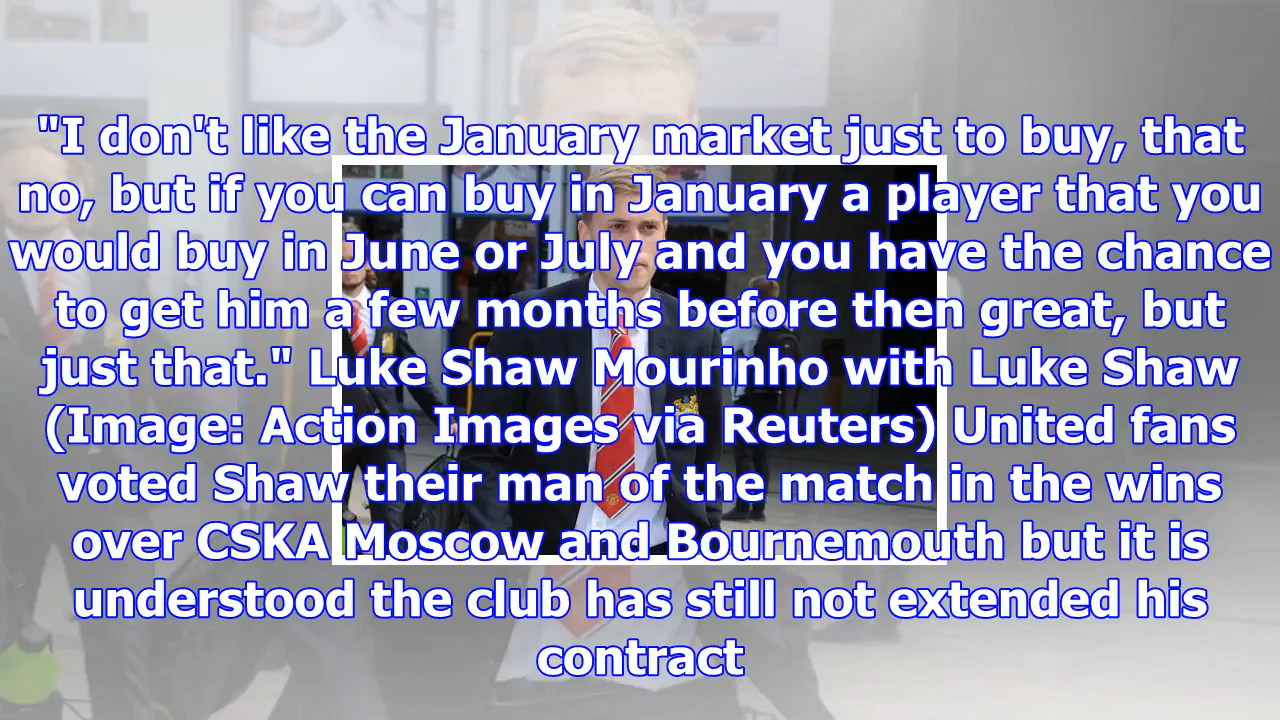 "I don't like the January market just to buy, that
no, but if you can buy in January a player that you
would buy in June or July and you have the chance
to get him a few months before then great, but
just that." Luke Shaw Mourinho with Luke Shaw
(Image: Action Images via Reuters) United fans
voted Shaw their man of the match in the wins
over CSKA Moscow and Bournemouth but it is
understood the club has still not extended his
contract